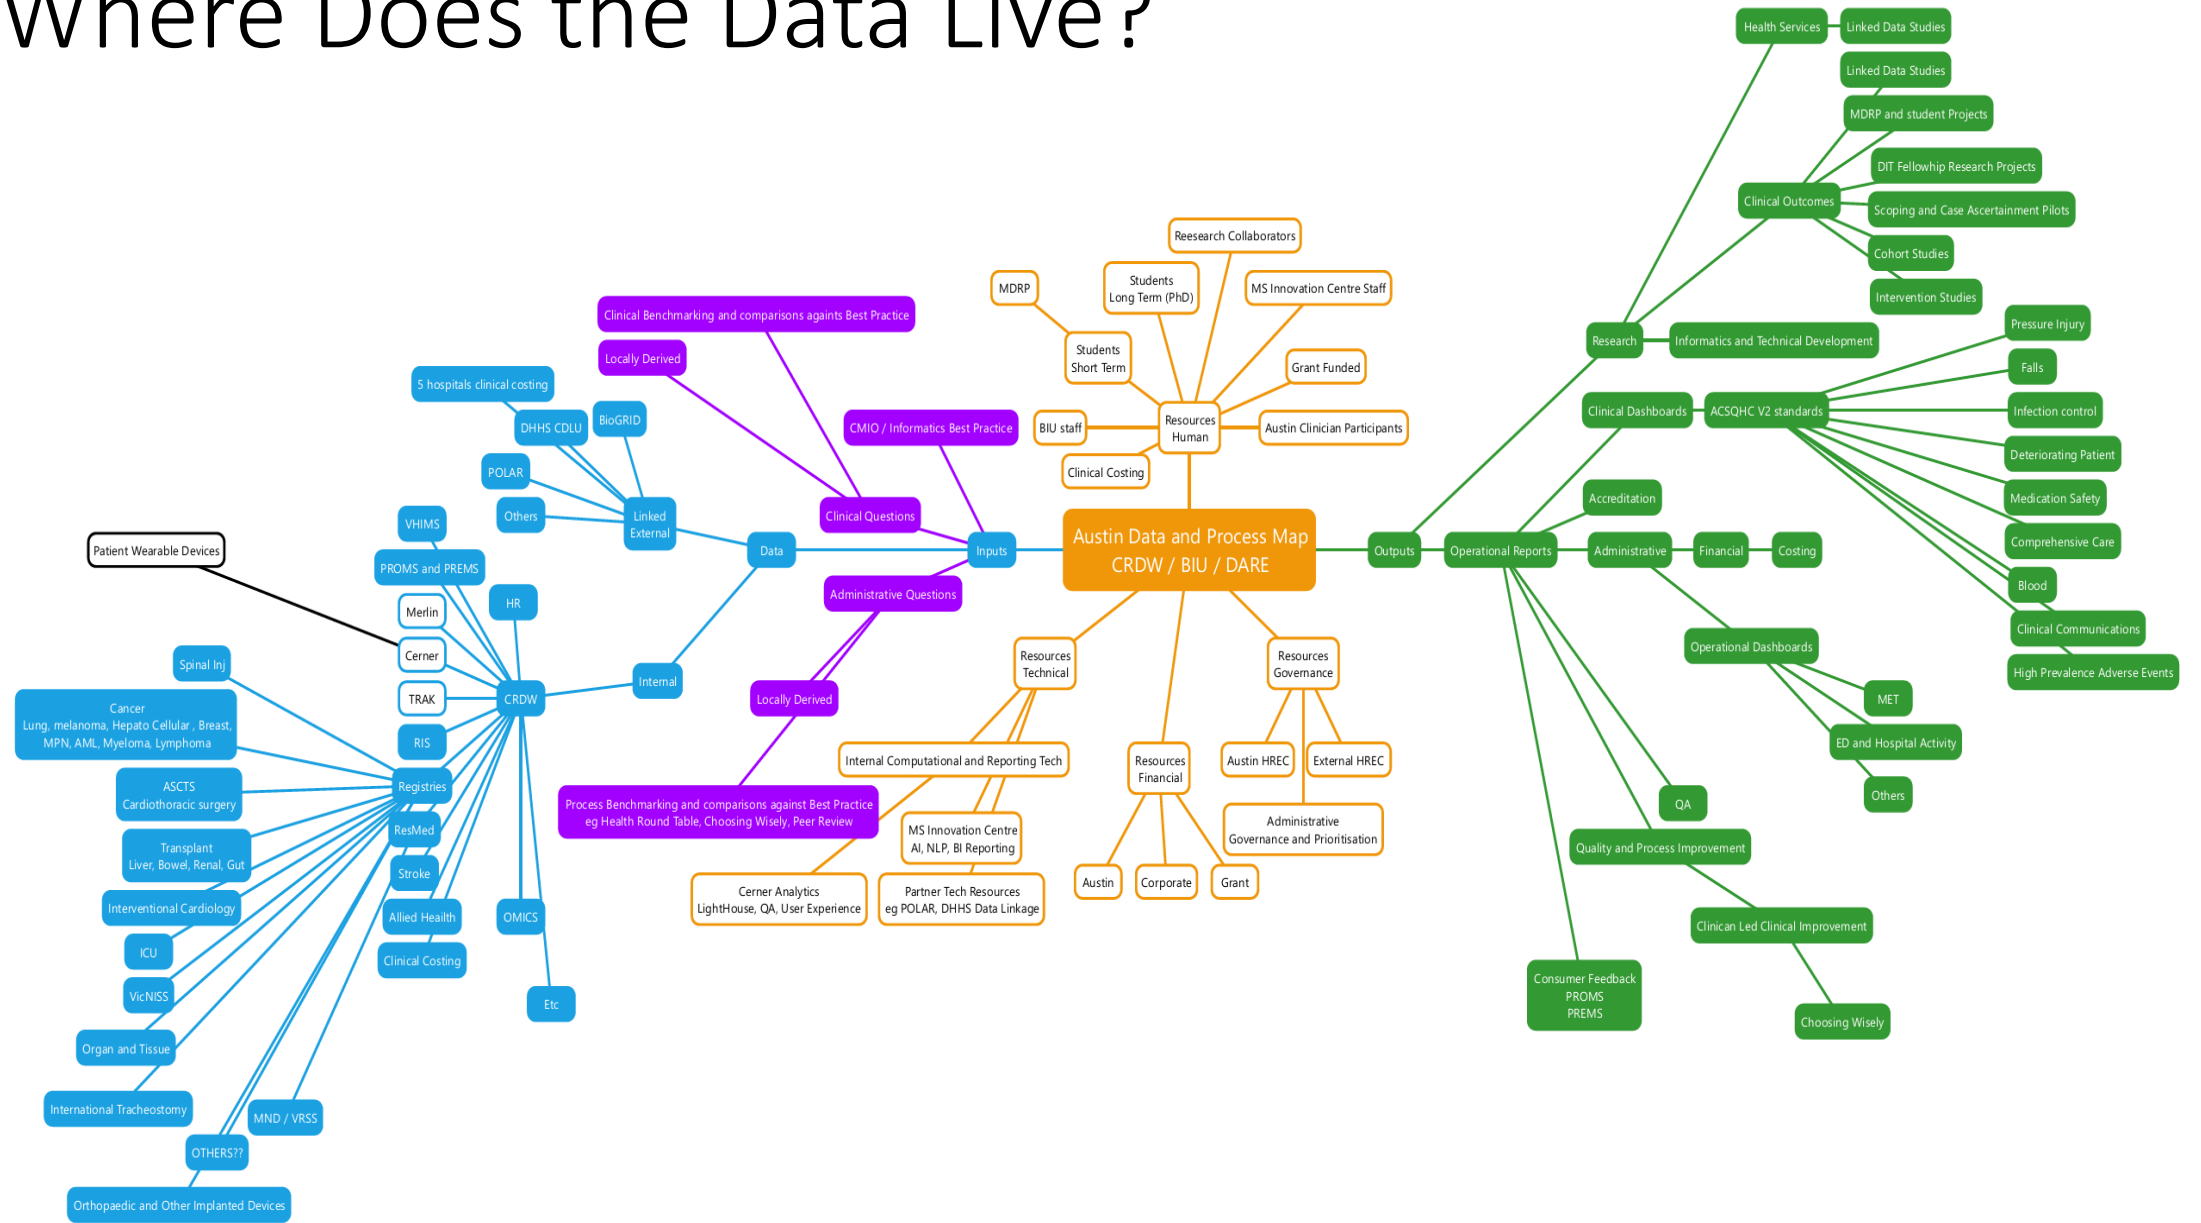 Where Does the Data Live?
Health Services
Linked Data Studies
Linked Data Studies
MDRP and student Projects
DIT Fellowhip Research Projects
Clinical Outcomes
Scoping and Case Ascertainment Pilots
Cohort Studies
Intervention Studies
Research
Informatics and Technical Development
Pressure Injury
Falls
Clinical Dashboards
ACSQHC V2 standards
Infection control
Deteriorating Patient
Medication Safety
Comprehensive Care
Blood
Clinical Communications
High Prevalence Adverse Events
Accreditation
Outputs
Operational Reports
Administrative
Financial
Costing
Operational Dashboards
MET
ED and Hospital Activity
Others
QA
Quality and Process Improvement
Clinican Led Clinical Improvement
Choosing Wisely
Consumer Feedback
PROMS
PREMS
Reesearch Collaborators
MDRP
Students
Long Term (PhD)
MS Innovation Centre Staff
Students
Short Term
Grant Funded
BIU staff
Resources
Human
Austin Clinician Participants
Clinical Costing
Austin Data and Process Map
CRDW / BIU / DARE
Resources
Technical
Resources
Governance
Internal Computational and Reporting Tech
Resources
Financial
Austin HREC
External HREC
MS Innovation Centre
AI, NLP, BI Reporting
Administrative
Governance and Prioritisation
Cerner Analytics
LightHouse, QA, User Experience
Partner Tech Resources
eg POLAR, DHHS Data Linkage
Austin
Corporate
Grant
Clinical Benchmarking and comparisons againts Best Practice
Locally Derived
CMIO / Informatics Best Practice
Clinical Questions
Inputs
Administrative Questions
Locally Derived
Process Benchmarking and comparisons against Best Practice
eg Health Round Table, Choosing Wisely, Peer Review
5 hospitals clinical costing
DHHS CDLU
BioGRID
POLAR
Others
Linked
External
Data
Internal
VHIMS
PROMS and PREMS
HR
Merlin
Patient Wearable Devices
Cerner
TRAK
CRDW
RIS
Registries
ResMed
Stroke
Allied Heailth
OMICS
Clinical Costing
Etc
Spinal Inj
Cancer
Lung, melanoma, Hepato Cellular , Breast,
MPN, AML, Myeloma, Lymphoma
ASCTS
Cardiothoracic surgery
Transplant
Liver, Bowel, Renal, Gut
Interventional Cardiology
ICU
VicNISS
Organ and Tissue
International Tracheostomy
MND / VRSS
OTHERS??
Orthopaedic and Other Implanted Devices